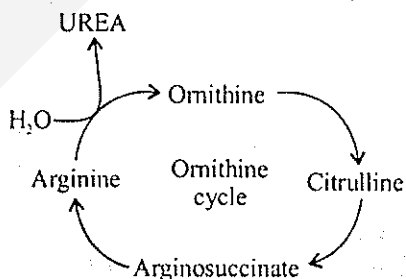 UREA
H₂O
Ornithine
Arginine
Ornithine
cycle
Citrulline
Arginosuccinate